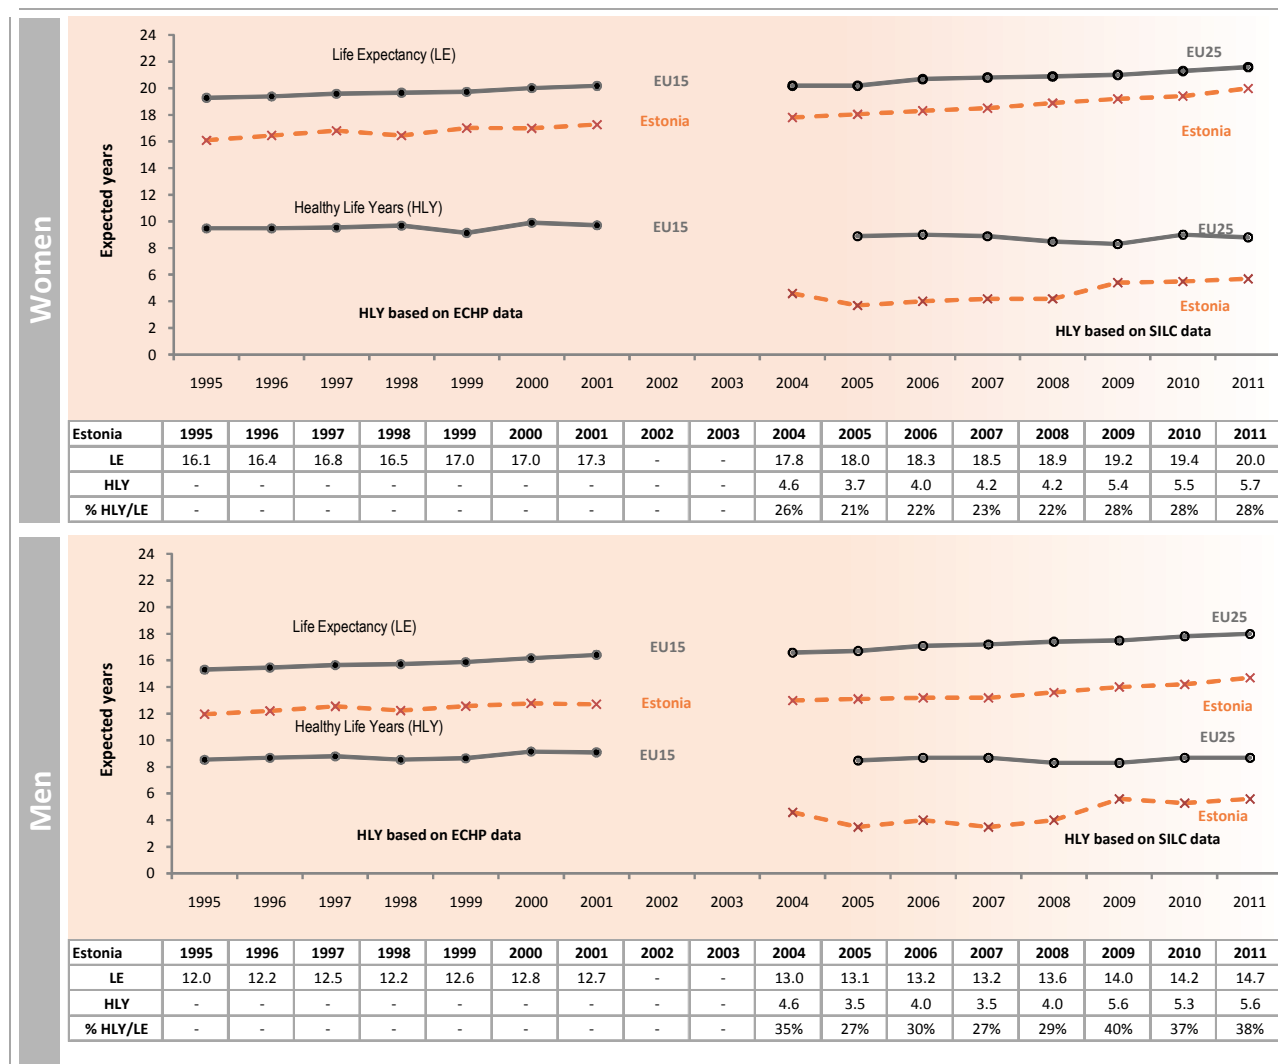 Women
24
22
20
18
16
14
12
10
8
6
4
2
0
Expected years
Life Expectancy (LE)
EU15
Estonia
EU25
Estonia
Healthy Life Years (HLY)
EU15
EU25
Estonia
HLY based on ECHP data
HLY based on SILC data
1995 1996 1997 1998 1999 2000 2001 2002 2003 2004 2005 2006 2007 2008 2009 2010 2011
Estonia 1995 1996 1997 1998 1999 2000 2001 2002 2003 2004 2005 2006 2007 2008 2009 2010 2011
LE 16.1 16.4 16.8 16.5 17.0 17.0 17.3 - - 17.8 18.0 18.3 18.5 18.9 19.2 19.4 20.0
HLY - - - - - - - - - 4.6 3.7 4.0 4.2 4.2 5.4 5.5 5.7
% HLY/LE - - - - - - - - - 26% 21% 22% 23% 22% 28% 28% 28%
Men
24
22
20
18
16
14
12
10
8
6
4
2
0
Expected years
Life Expectancy (LE)
EU15
Estonia
EU25
Estonia
Healthy Life Years (HLY)
EU15
EU25
Estonia
HLY based on ECHP data
HLY based on SILC data
1995 1996 1997 1998 1999 2000 2001 2002 2003 2004 2005 2006 2007 2008 2009 2010 2011
Estonia 1995 1996 1997 1998 1999 2000 2001 2002 2003 2004 2005 2006 2007 2008 2009 2010 2011
LE 12.0 12.2 12.5 12.2 12.6 12.8 12.7 - - 13.0 13.1 13.2 13.2 13.6 14.0 14.2 14.7
HLY - - - - - - - - - 4.6 3.5 4.0 3.5 4.0 5.6 5.3 5.6
% HLY/LE - - - - - - - - - 35% 27% 30% 27% 29% 40% 37% 38%